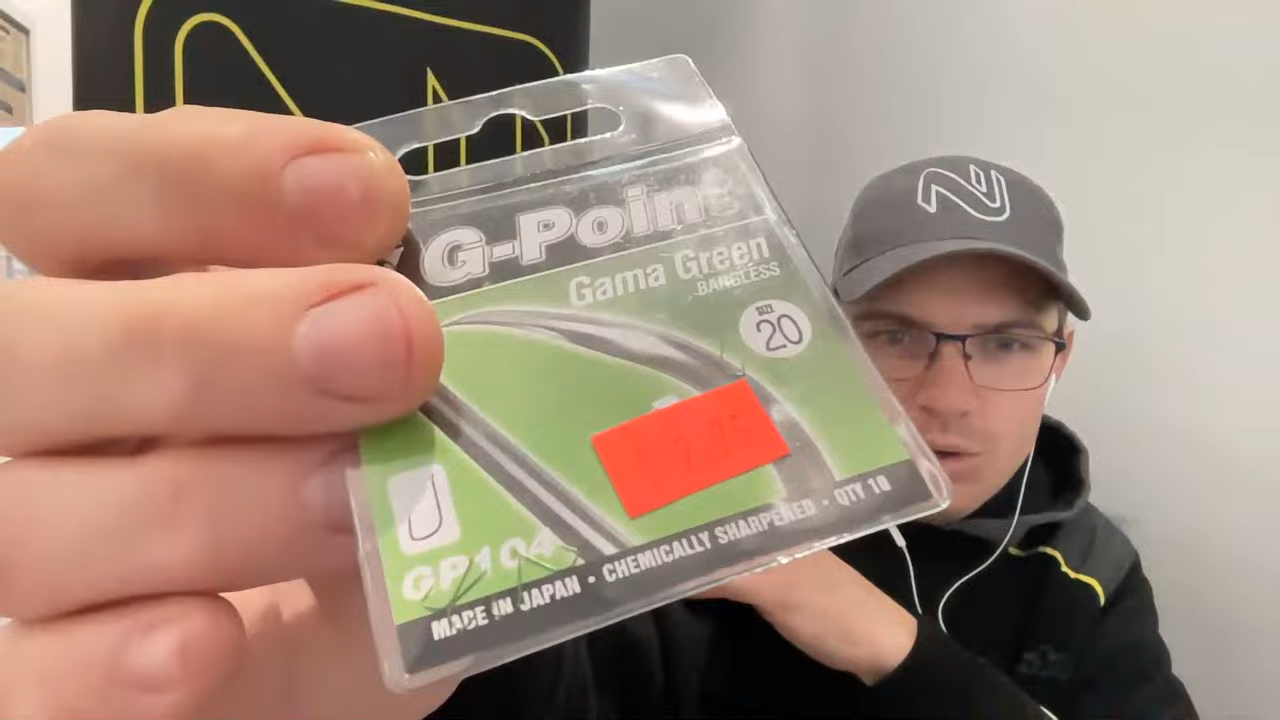 G-Point
Gama Green
BARBLESS
SIZE
20
GP104
MADE IN JAPAN • CHEMICALLY SHARPENED • QTY 10